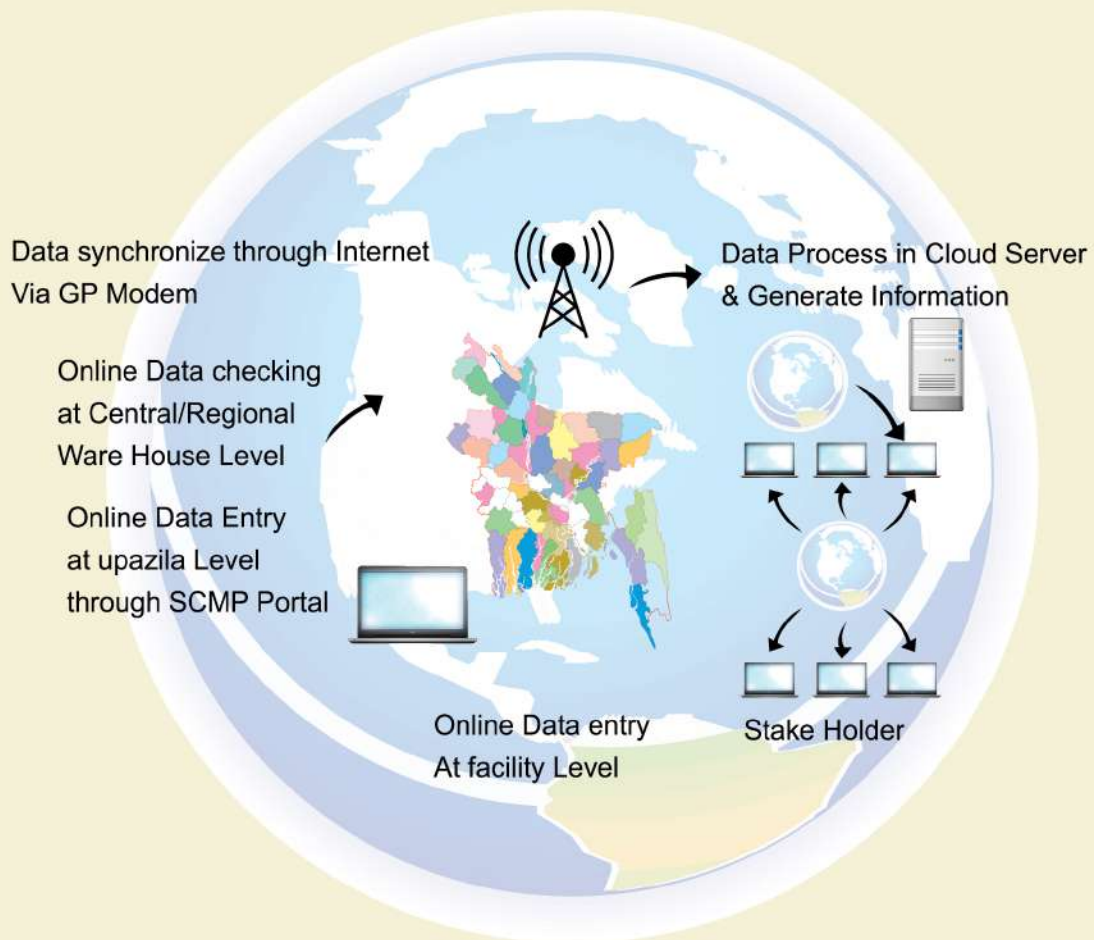 Data synchronize through Internet
Via GP Modem
Data Process in Cloud Server
& Generate Information
Online Data checking
at Central/Regional
Ware House Level
Online Data Entry
at upazila Level
through SCMP Portal
Online Data entry
At facility Level
Stake Holder